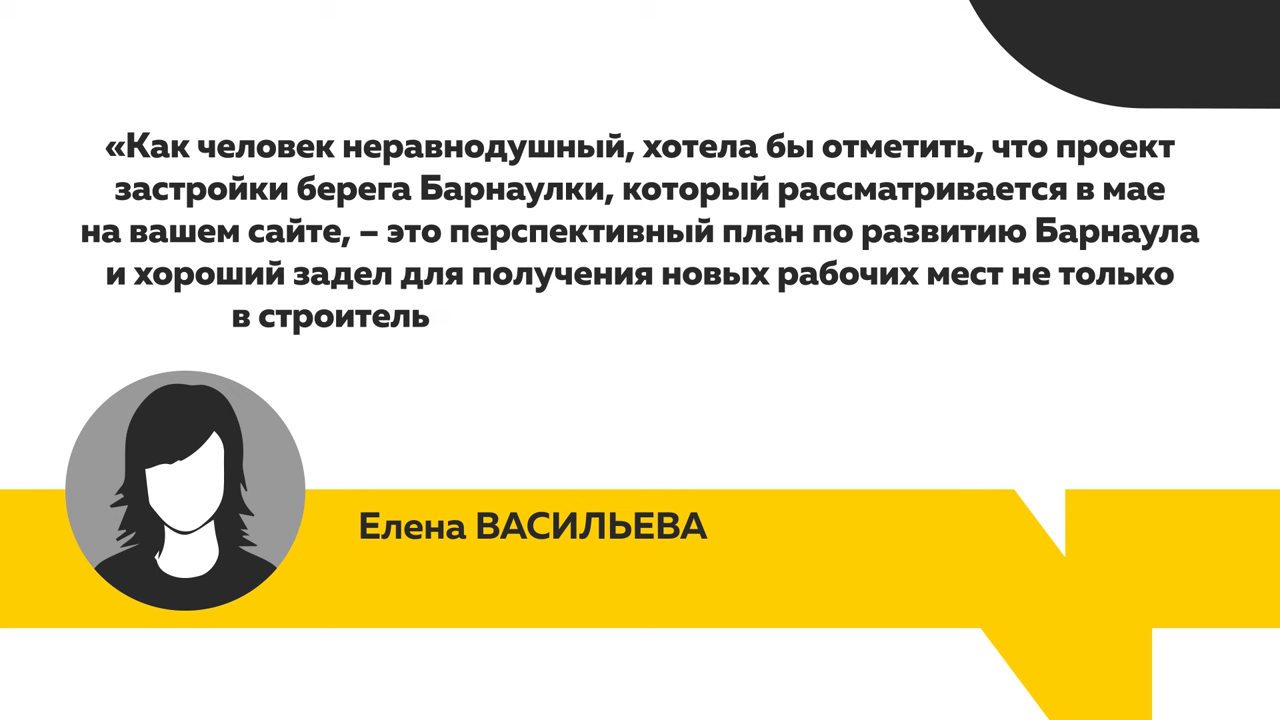 «Как человек неравнодушный, хотела бы отметить, что проект
застройки берега Барнаулки, который рассматривается в мае
на вашем сайте, – это перспективный план по развитию Барнаула
и хороший задел для получения новых рабочих мест не только
в строитель
Елена ВАСИЛЬЕВА